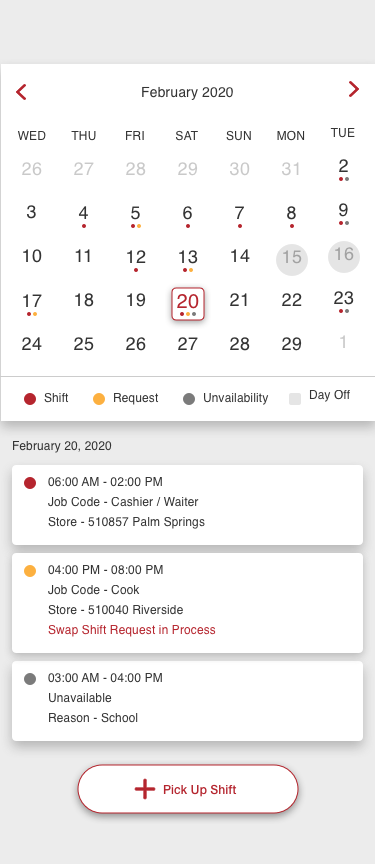 February 2020
WED THU FRI SAT SUN MON TUE
26 27 28 29 30 31 2
3 4 5 6 7 8 9
10 11 12 13 14 15 16
17 18 19 20 21 22 23
24 25 26 27 28 29 1
Shift Request Unvailability Day Off
February 20, 2020
06:00 AM - 02:00 PM
Job Code - Cashier / Waiter
Store - 510857 Palm Springs
04:00 PM - 08:00 PM
Job Code - Cook
Store - 510040 Riverside
Swap Shift Request in Process
03:00 AM - 04:00 PM
Unavailable
Reason - School
Pick Up Shift